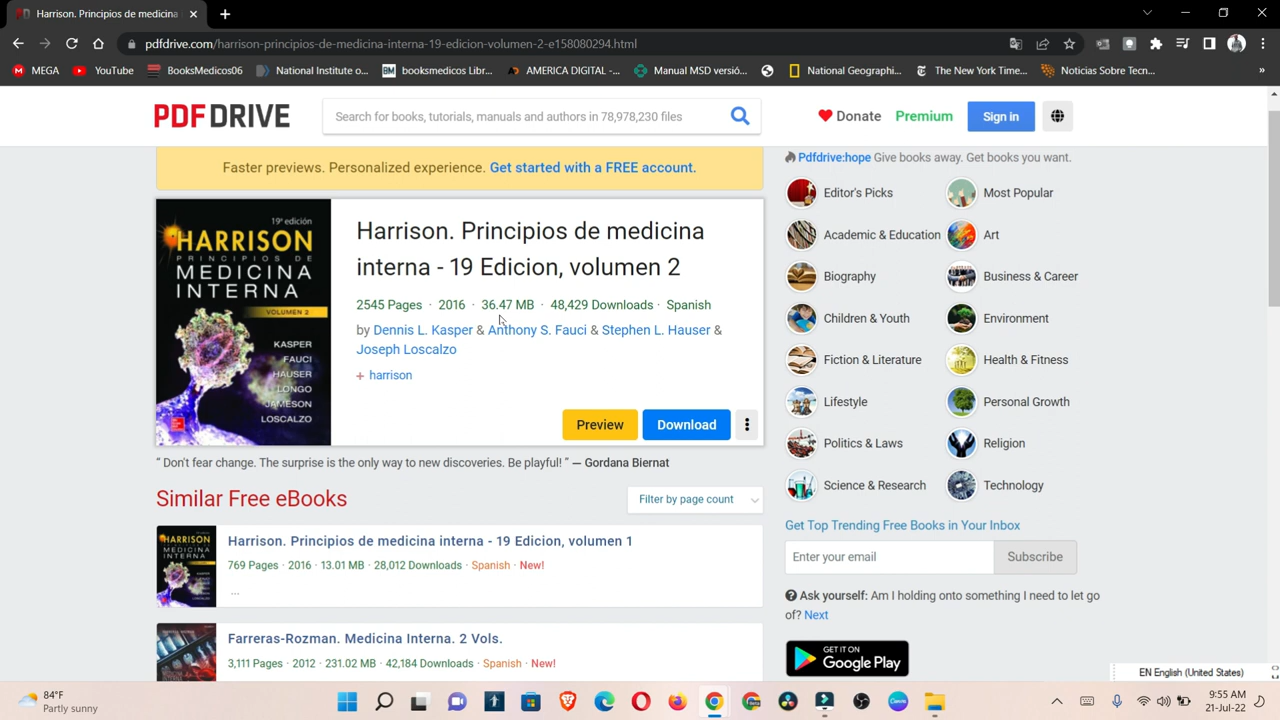 Harrison. Principios de medicina in
pdfdrive.com/harrison-principios-de-medicina-interna-19-edicion-volumen-2-e158080294.html
MEGA YouTube BooksMedicos06 National Institute o... booksmedicos Libr... AMERICA DIGITAL -... Manual MSD versió... National Geographi... The New York Time... Noticias Sobre Tecn... »
PDFDRIVE
Search for books, tutorials, manuals and authors in 78,978,230 files
Donate Premium Sign in
Faster previews. Personalized experience. Get started with a FREE account.
19ª edición
HARRISON
PRINCIPIOS DE
MEDICINA
INTERNA
VOLUMEN 2
KASPER
FAUCI
HAUSER
LONGO
JAMESON
LOSCALZO
Harrison. Principios de medicina
interna - 19 Edicion, volumen 2
2545 Pages · 2016 · 36.47 MB · 48,429 Downloads · Spanish
by Dennis L. Kasper & Anthony S. Fauci & Stephen L. Hauser &
Joseph Loscalzo
+ harrison
Preview Download
“ Don't fear change. The surprise is the only way to new discoveries. Be playful! ” — Gordana Biernat
Similar Free eBooks
Filter by page count
HARRISON
MEDICINA
INTERNA
Harrison. Principios de medicina interna - 19 Edicion, volumen 1
769 Pages · 2016 · 13.01 MB · 28,012 Downloads · Spanish · New!
...
Farreras-Rozman. Medicina Interna. 2 Vols.
3,111 Pages · 2012 · 231.02 MB · 42,184 Downloads · Spanish · New!
Pdfdrive:hope Give books away. Get books you want.
Editor's Picks Most Popular
Academic & Education Art
Biography Business & Career
Children & Youth Environment
Fiction & Literature Health & Fitness
Lifestyle Personal Growth
Politics & Laws Religion
Science & Research Technology
Get Top Trending Free Books in Your Inbox
Enter your email Subscribe
Ask yourself: Am I holding onto something I need to let go
of? Next
GET IT ON
Google Play
EN English (United States)
84°F
Partly sunny
9:55 AM
21-Jul-22